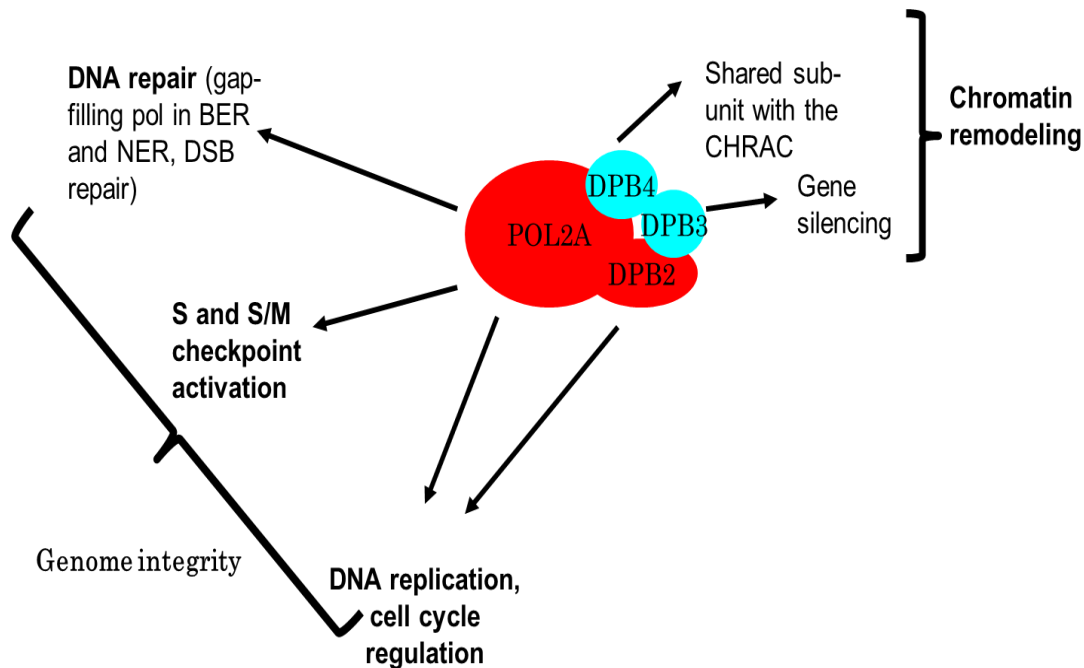 DNA repair (gap-
filling pol in BER
and NER, DSB
repair)
Shared sub-
unit with the
CHRAC
Chromatin
remodeling
Gene
silencing
DPB4
DPB3
POL2A
DPB2
S and S/M
checkpoint
activation
Genome integrity
DNA replication,
cell cycle
regulation